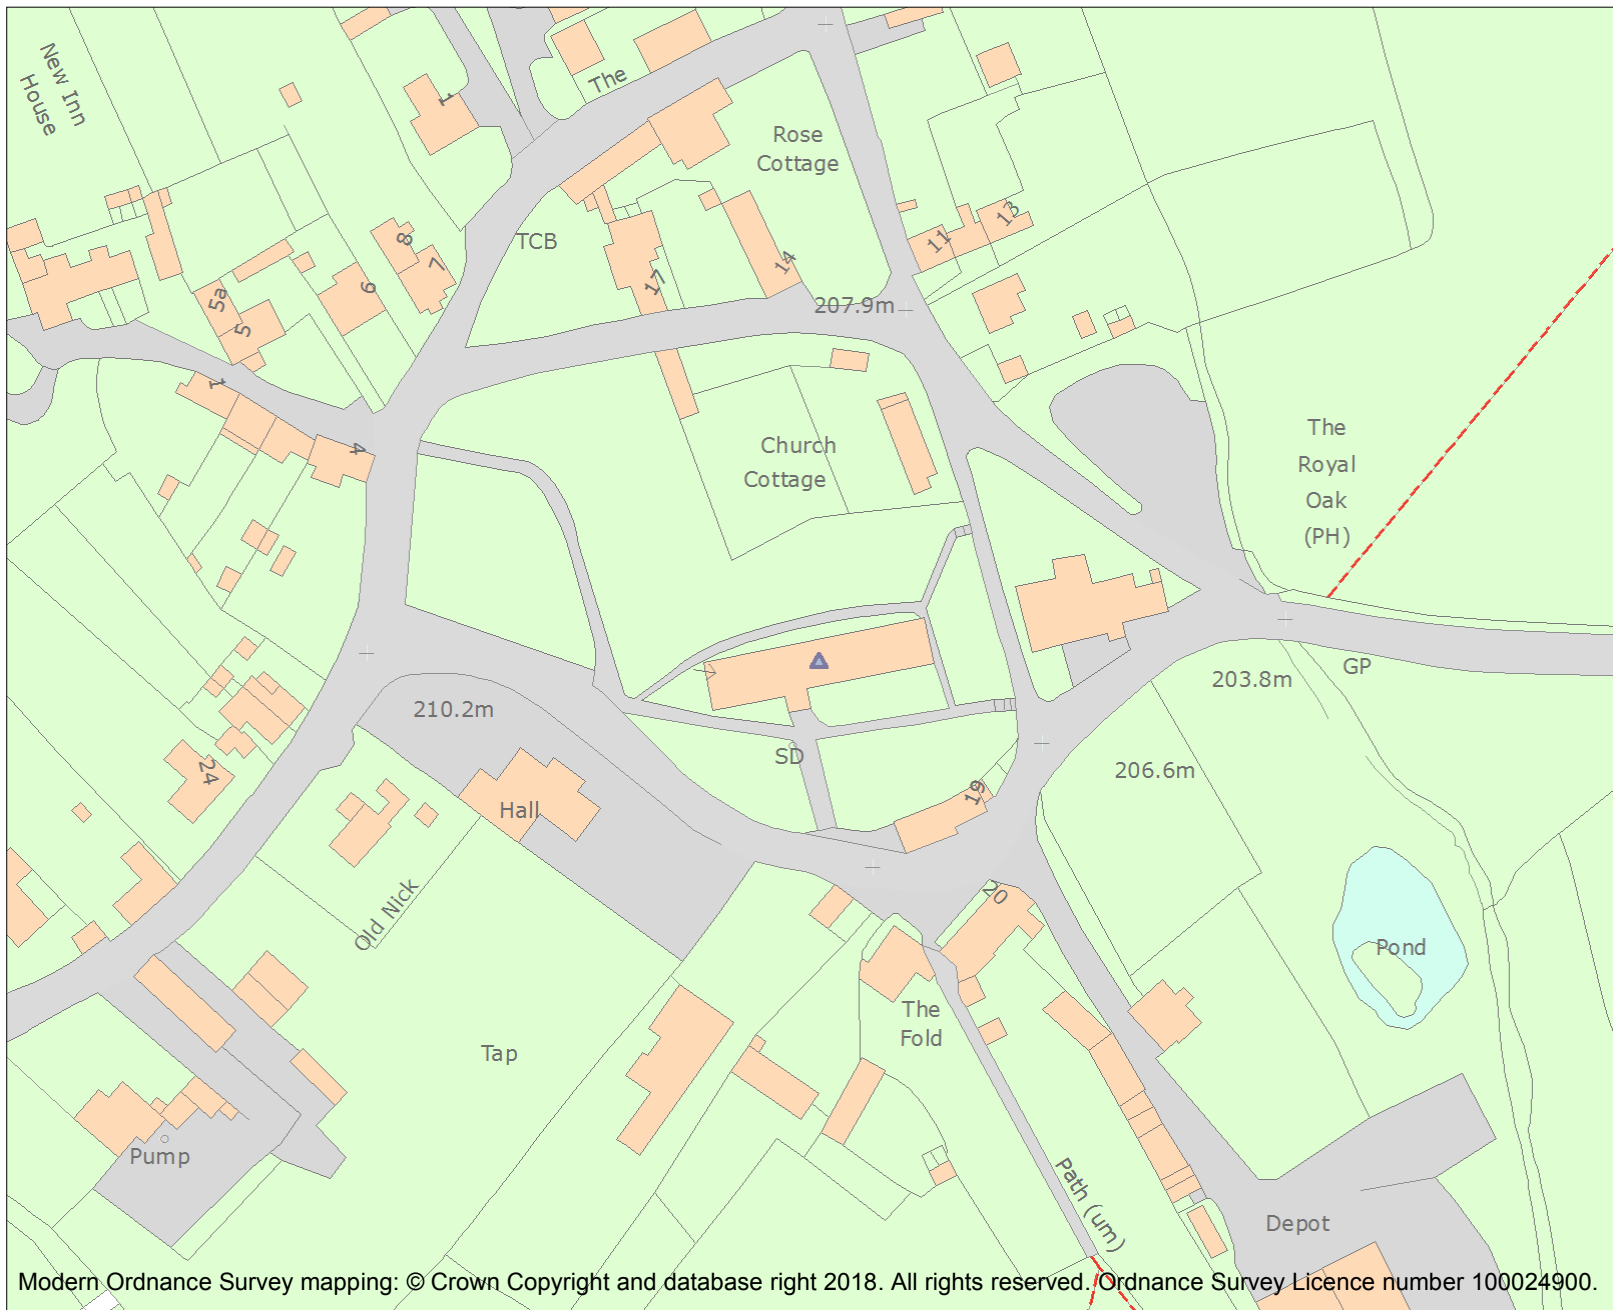 New Inn
House
1
The
Rose
Cottage
TCB
8
7
6
5a
5
17
14
11
13
207.9m
1
4
Church
Cottage
The
Royal
Oak
(PH)
GP
203.8m
210.2m
SD
206.6m
24
Hall
19
Old Nick
20
Pond
The
Fold
Tap
Pump
Path (um)
Depot
Modern Ordnance Survey mapping: © Crown Copyright and database right 2018. All rights reserved. Ordnance Survey Licence number 100024900.